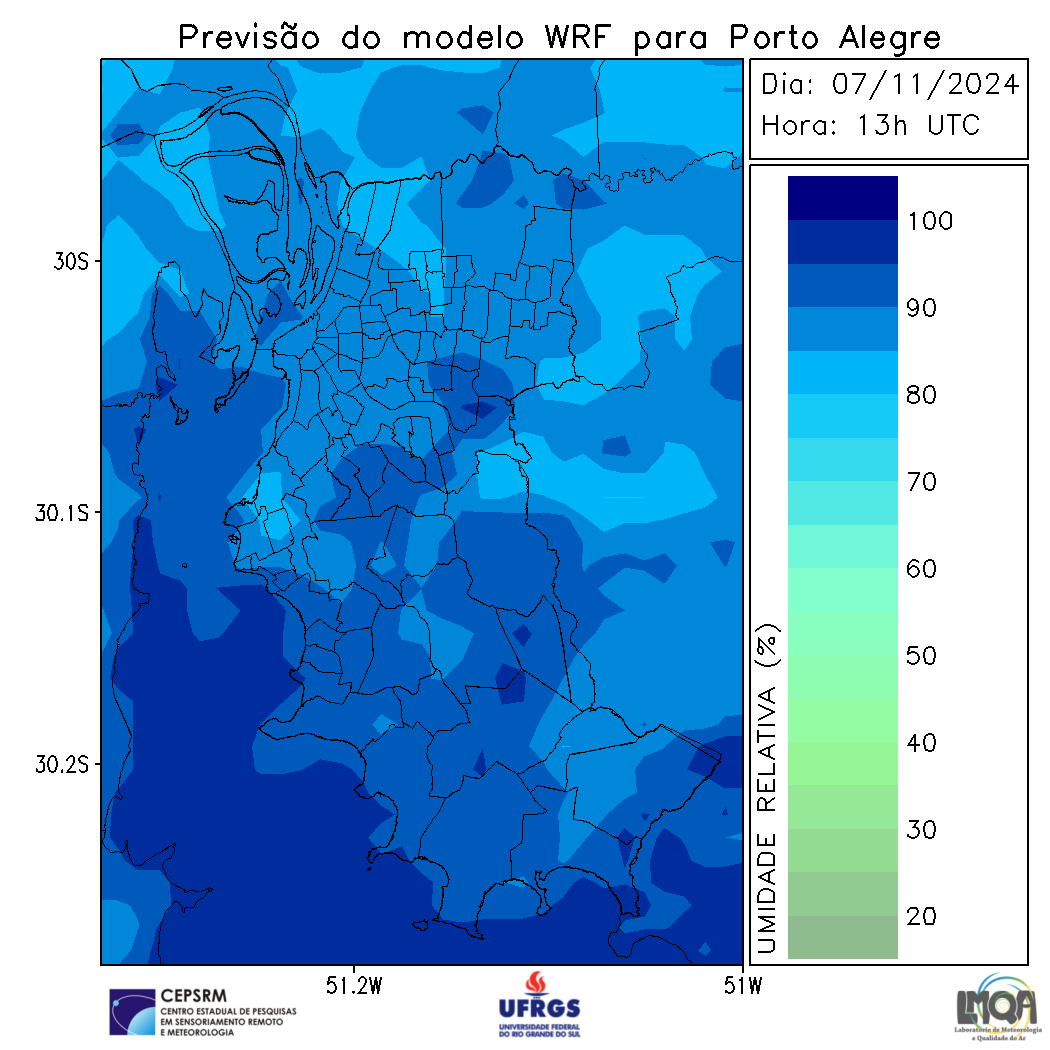 Previsão do modelo WRF para Porto Alegre
Dia: 07/11/2024
Hora: 13h UTC
30S
30.1S
30.2S
51.2W
51W
100
90
80
70
60
50
40
30
20
UMIDADE RELATIVA (%)
CEPSRM
CENTRO ESTADUAL DE PESQUISAS
EM SENSORIAMENTO REMOTO
E METEOROLOGIA
UFRGS
UNIVERSIDADE FEDERAL
DO RIO GRANDE DO SUL
LMQA
Laboratório de Meteorologia
e Qualidade do Ar